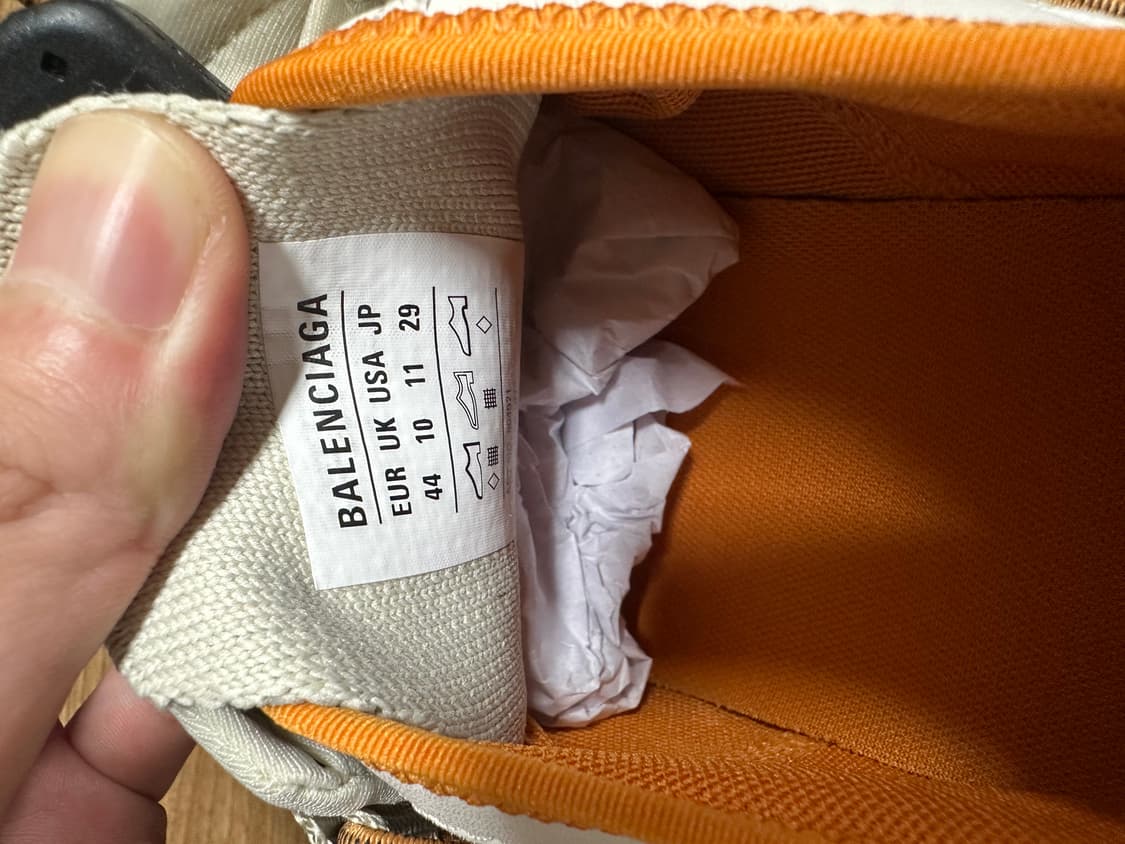 BALENCIAGA
EUR UK USA JP
44 10 11 29